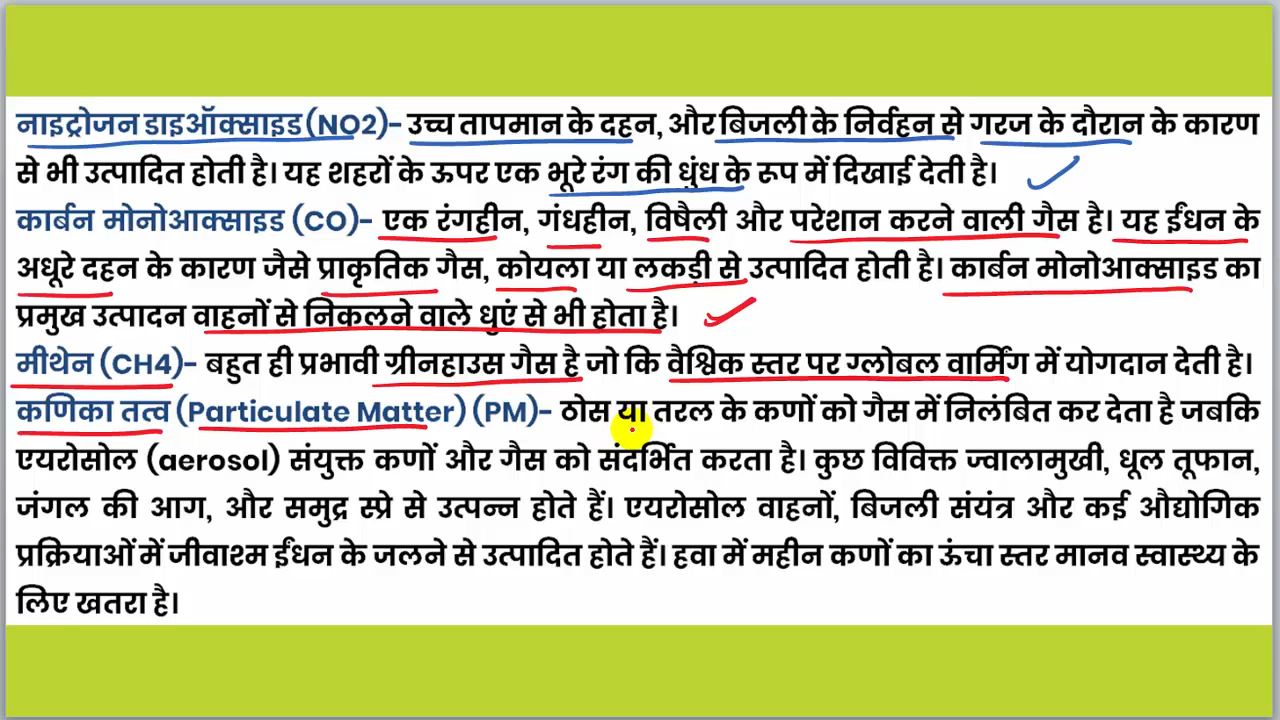 नाइट्रोजन डाइऑक्साइड (NO2)- उच्च तापमान के दहन, और बिजली के निर्वहन से गरज के दौरान के कारण
से भी उत्पादित होती है। यह शहरों के ऊपर एक भूरे रंग की धुंध के रूप में दिखाई देती है।
कार्बन मोनोआक्साइड (CO)- एक रंगहीन, गंधहीन, विषैली और परेशान करने वाली गैस है। यह ईंधन के
अधूरे दहन के कारण जैसे प्राकृतिक गैस, कोयला या लकड़ी से उत्पादित होती है। कार्बन मोनोआक्साइड का
प्रमुख उत्पादन वाहनों से निकलने वाले धुएं से भी होता है।
मीथेन (CH4)- बहुत ही प्रभावी ग्रीनहाउस गैस है जो कि वैश्विक स्तर पर ग्लोबल वार्मिंग में योगदान देती है।
कणिका तत्व (Particulate Matter) (PM)- ठोस या तरल के कणों को गैस में निलंबित कर देता है जबकि
एयरोसोल (aerosol) संयुक्त कणों और गैस को संदर्भित करता है। कुछ विविक्त ज्वालामुखी, धूल तूफान,
जंगल की आग, और समुद्र स्प्रे से उत्पन्न होते हैं। एयरोसोल वाहनों, बिजली संयंत्र और कई औद्योगिक
प्रक्रियाओं में जीवाश्म ईंधन के जलने से उत्पादित होते हैं। हवा में महीन कणों का ऊंचा स्तर मानव स्वास्थ्य के
लिए खतरा है।